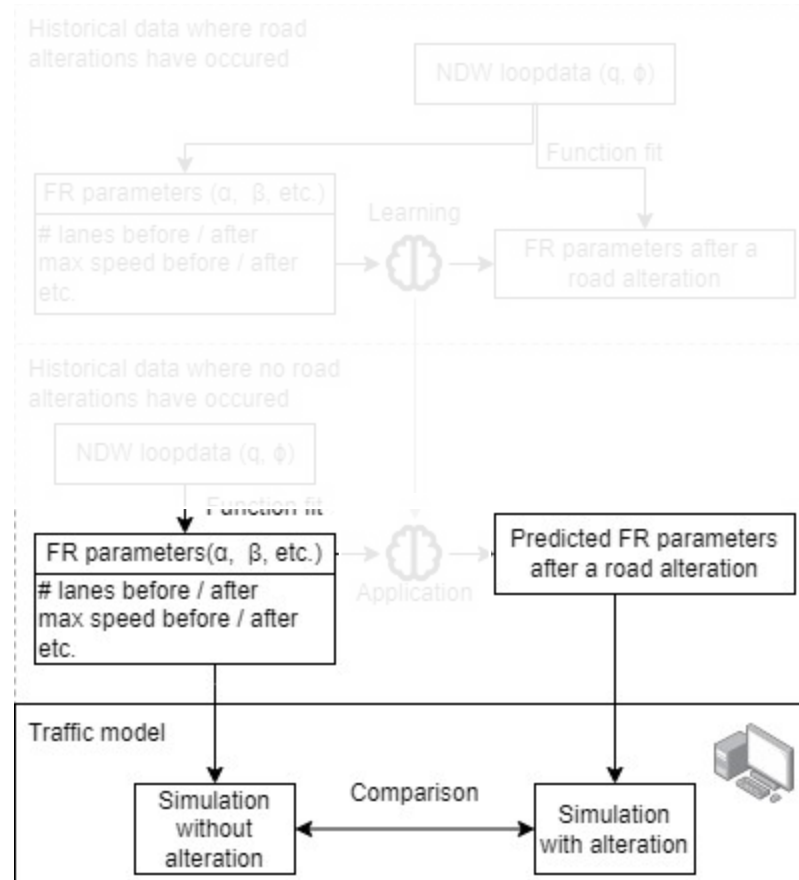 Historical data where road
alterations have occured
NDW loopdata (q, ϕ)
Function fit
FR parameters (α, β, etc.)
# lanes before / after
max speed before / after
etc.
Learning
FR parameters after a
road alteration
Historical data where no road
alterations have occured
NDW loopdata (q, ϕ)
Function fit
FR parameters(α, β, etc.)
# lanes before / after
max speed before / after
etc.
Application
Predicted FR parameters
after a road alteration
Traffic model
Simulation
without
alteration
Comparison
Simulation
with alteration